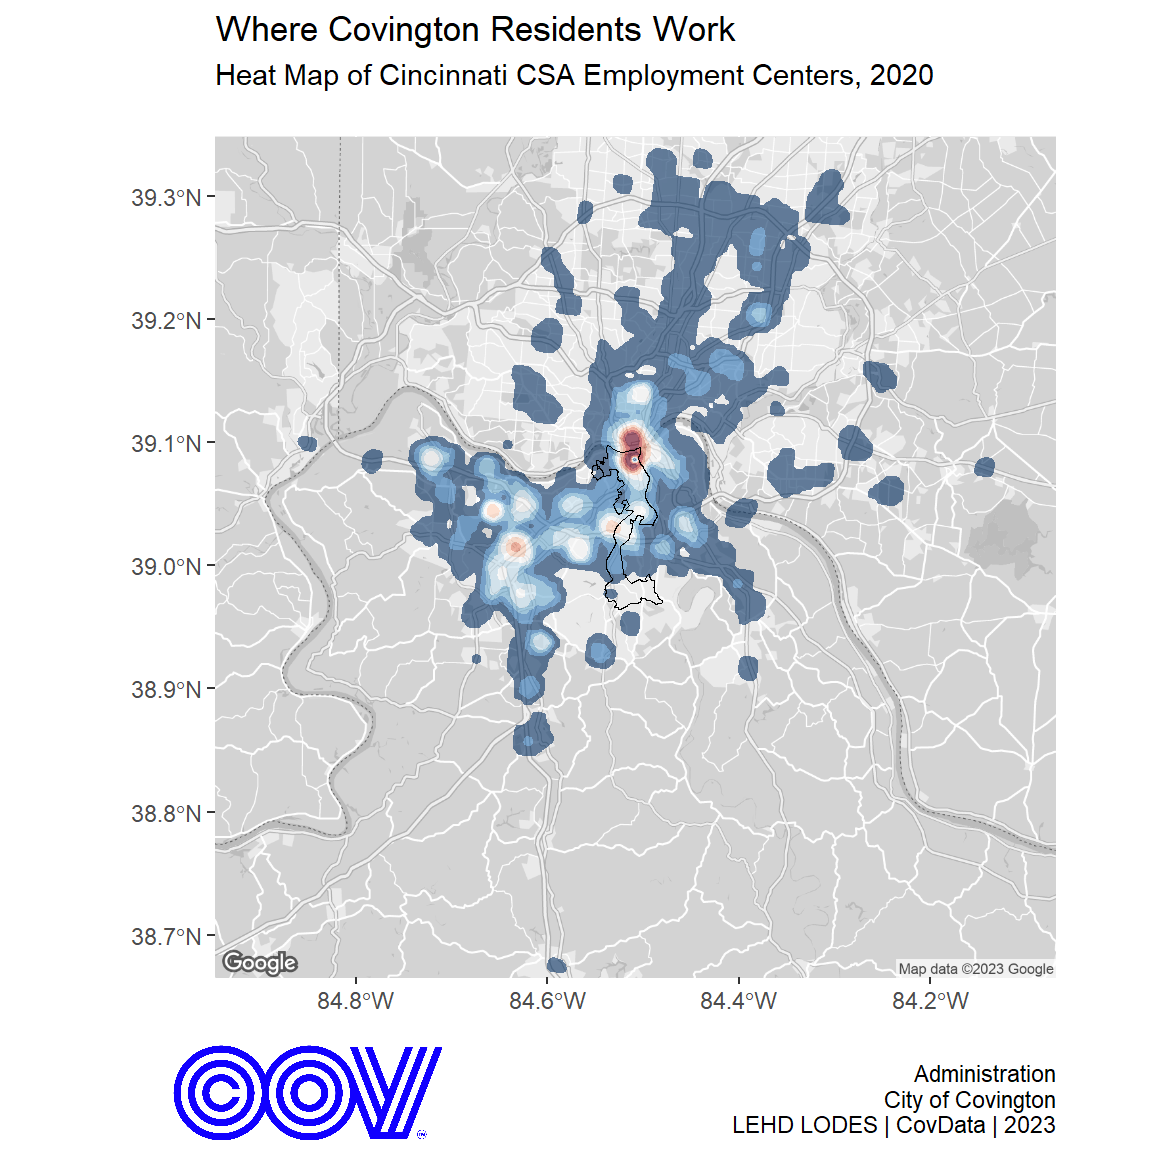 Where Covington Residents Work
Heat Map of Cincinnati CSA Employment Centers, 2020
39.3°N
39.2°N
39.1°N
39.0°N
38.9°N
38.8°N
38.7°N
Google
Map data ©2023 Google
84.8°W
84.6°W
84.4°W
84.2°W
COV
TM
Administration
City of Covington
LEHD LODES | CovData | 2023